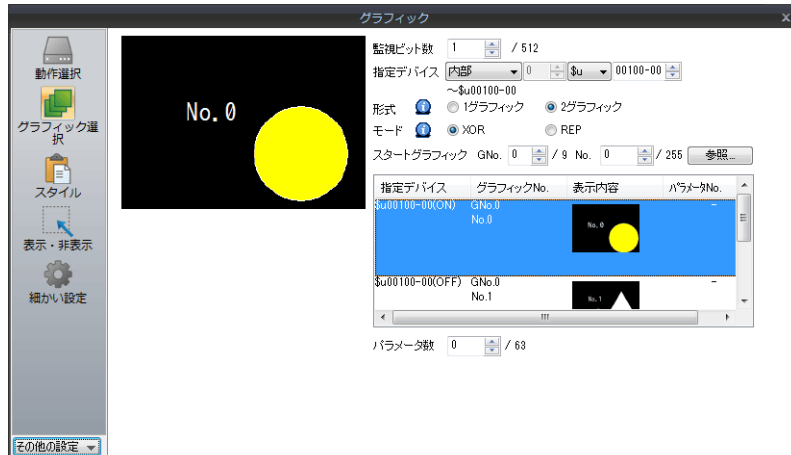 グラフィック
x
動作選択
グラフィック選
択
スタイル
表示・非表示
細かい設定
その他の設定
No.0
監視ビット数 1 / 512
指定デバイス 内部 0 $u 00100-00
～$u00100-00
形式 1グラフィック 2グラフィック
モード XOR REP
スタートグラフィック GNo. 0 / 9 No. 0 / 255 参照...
指定デバイス グラフィックNo. 表示内容 パラメータNo.
$u00100-00(ON) GNo.0 -
No.0
No.0
$u00100-00(OFF) GNo.0 -
No.1
No.1
パラメータ数 0 / 63